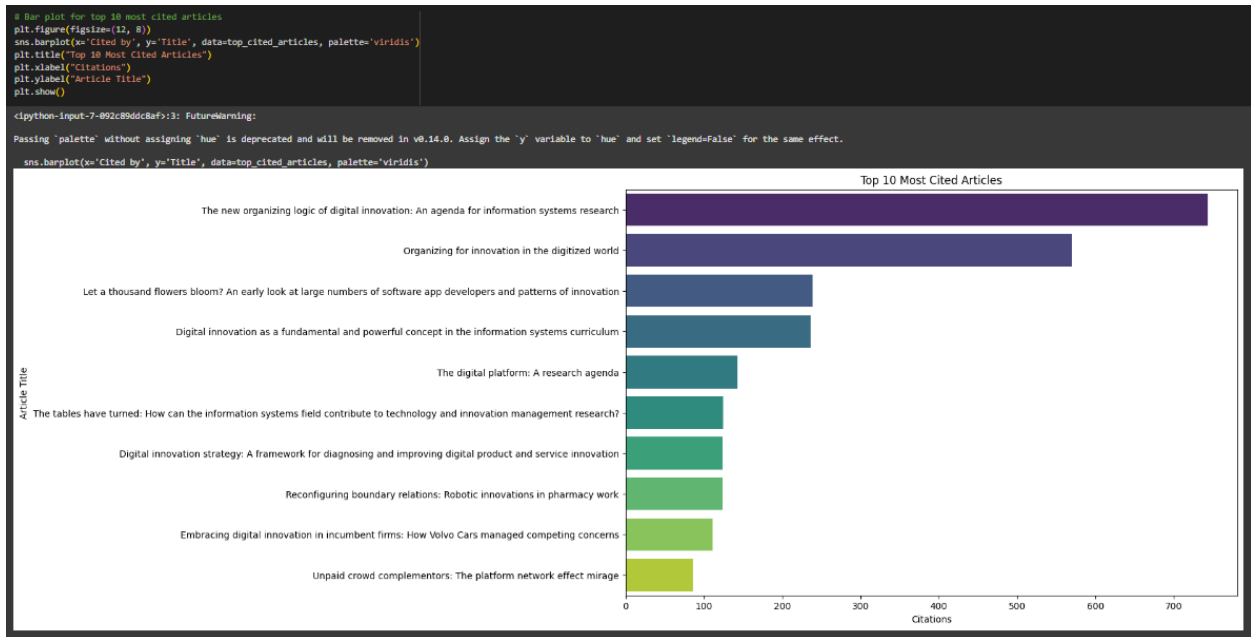 # Bar plot for top 10 most cited articles
plt.figure(figsize=(12, 8))
sns.barplot(x='Cited by', y='Title', data=top_cited_articles, palette='viridis')
plt.title("Top 10 Most Cited Articles")
plt.xlabel("Citations")
plt.ylabel("Article Title")
plt.show()
<ipython-input-7-092c89ddc8af>:3: FutureWarning:
Passing `palette` without assigning `hue` is deprecated and will be removed in v0.14.0. Assign the `y` variable to `hue` and set `legend=False` for the same effect.
sns.barplot(x='Cited by', y='Title', data=top_cited_articles, palette='viridis')
Top 10 Most Cited Articles
The new organizing logic of digital innovation: An agenda for information systems research
Organizing for innovation in the digitized world
Let a thousand flowers bloom? An early look at large numbers of software app developers and patterns of innovation
Digital innovation as a fundamental and powerful concept in the information systems curriculum
The digital platform: A research agenda
The tables have turned: How can the information systems field contribute to technology and innovation management research?
Digital innovation strategy: A framework for diagnosing and improving digital product and service innovation
Reconfiguring boundary relations: Robotic innovations in pharmacy work
Embracing digital innovation in incumbent firms: How Volvo Cars managed competing concerns
Unpaid crowd complementors: The platform network effect mirage
Article Title
0 100 200 300 400 500 600 700
Citations